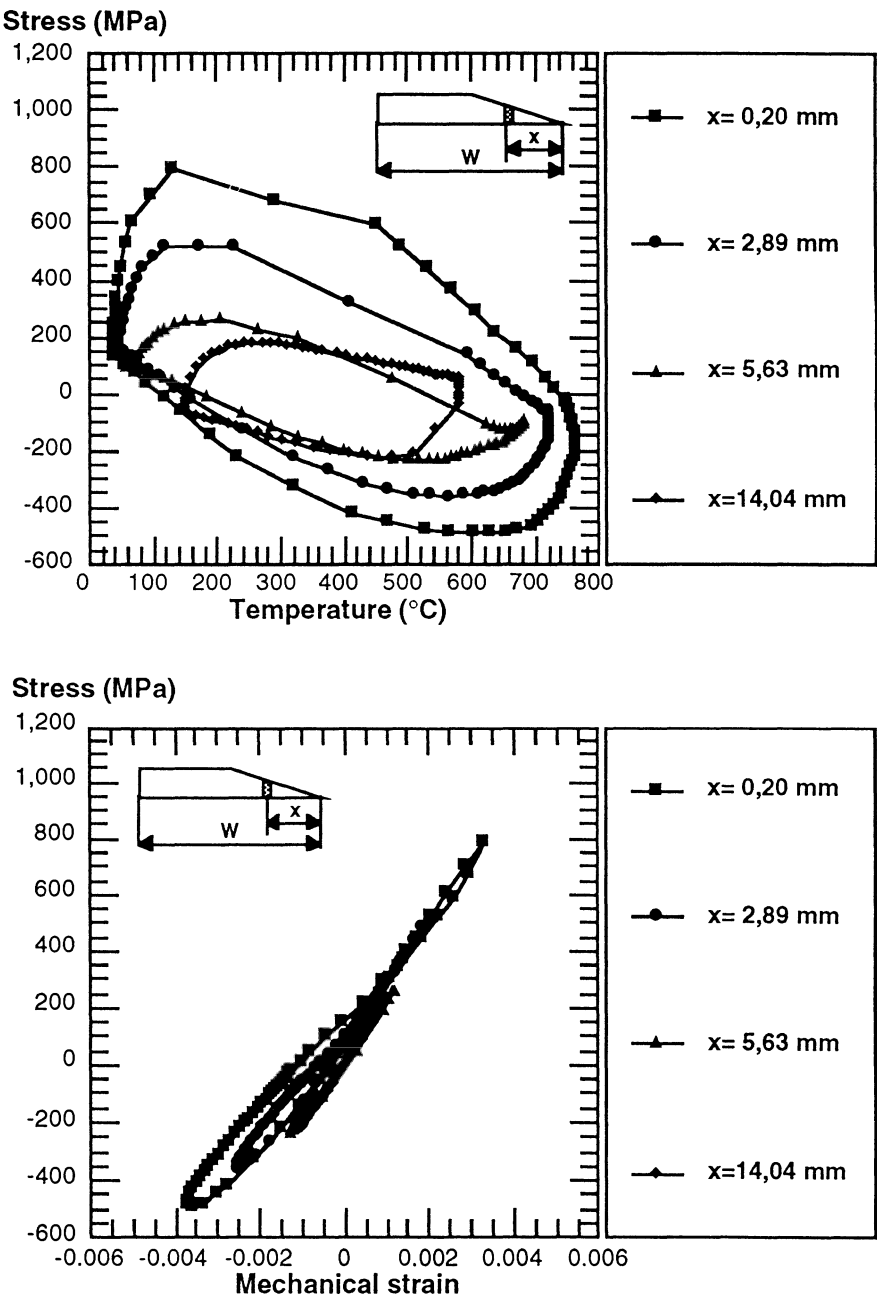 Stress (MPa)
1,200
1,000
800
600
400
200
0
-200
-400
-600
0 100 200 300 400 500 600 700 800
Temperature (°C)
W
x
x= 0,20 mm
x= 2,89 mm
x= 5,63 mm
x=14,04 mm
Stress (MPa)
1,200
1,000
800
600
400
200
0
-200
-400
-600
-0.006 -0.004 -0.002 0 0.002 0.004 0.006
Mechanical strain
W
x
x= 0,20 mm
x= 2,89 mm
x= 5,63 mm
x=14,04 mm